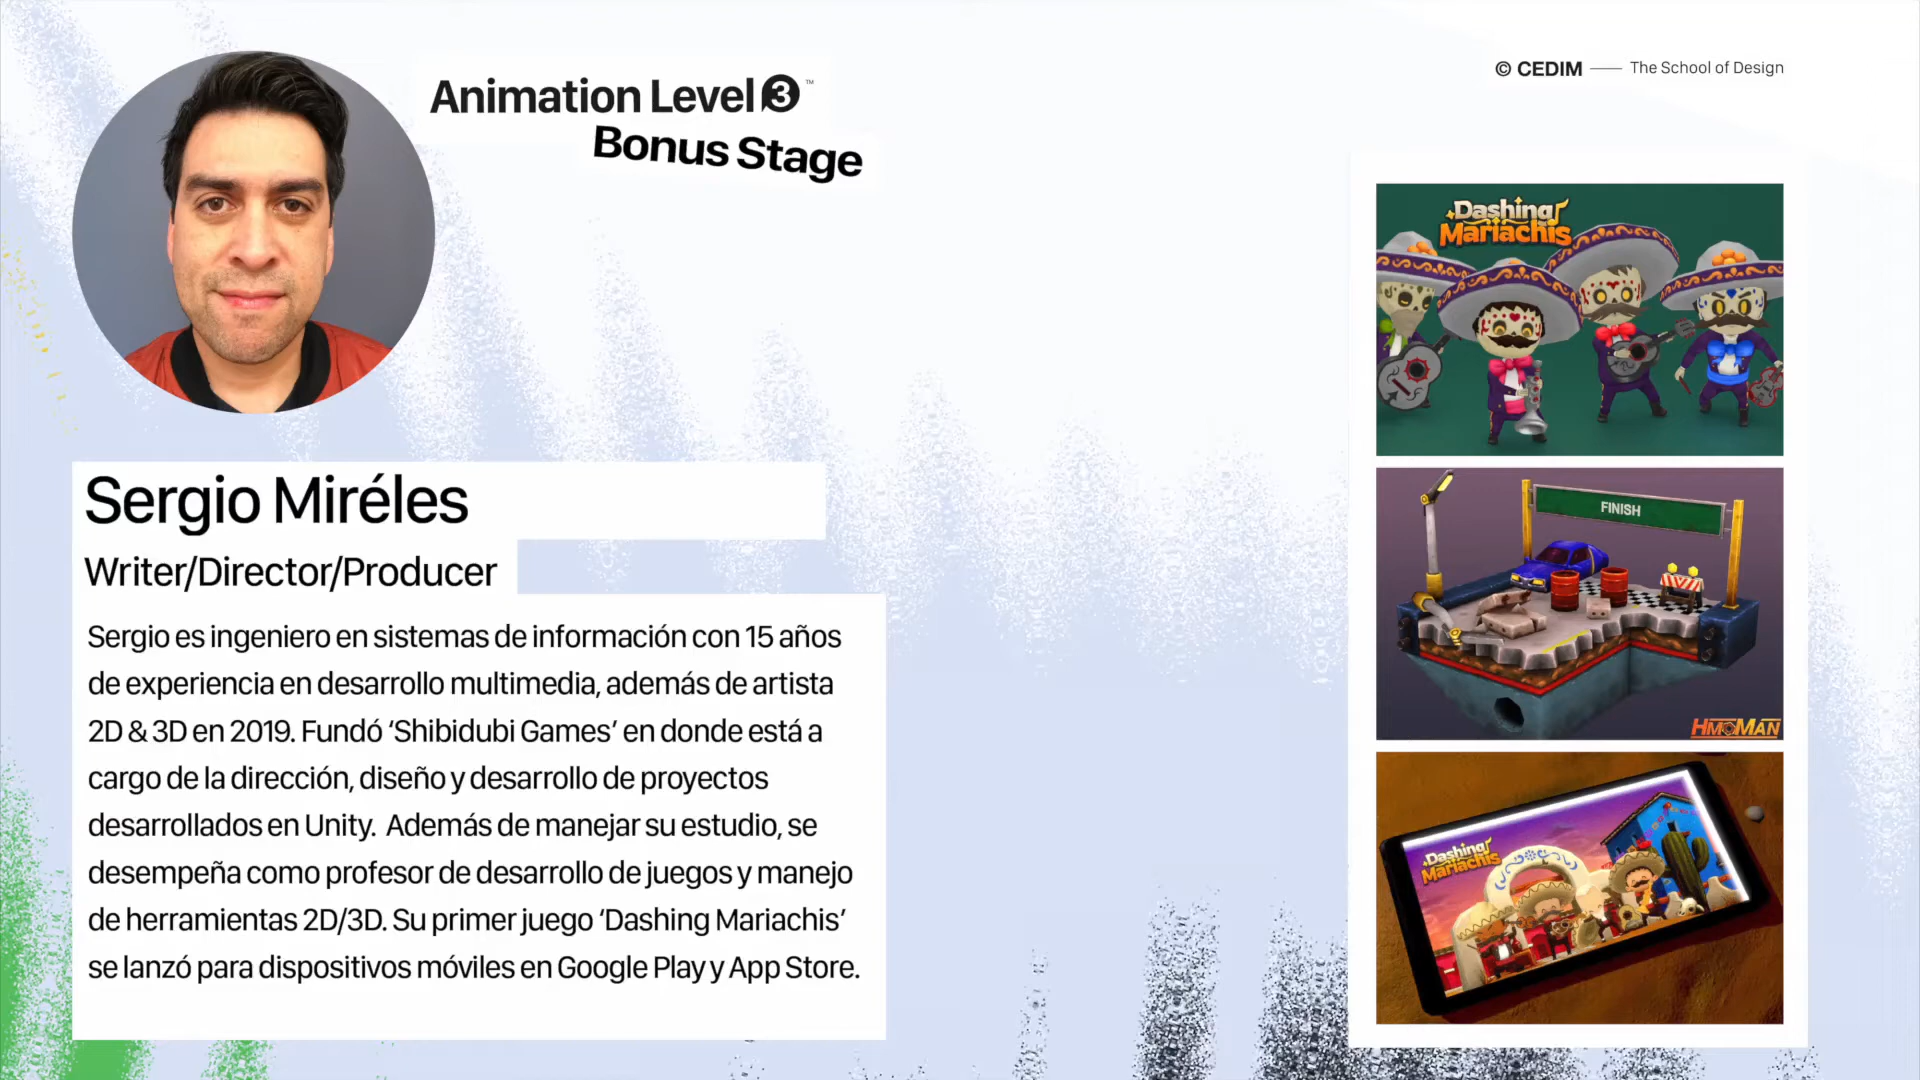 Animation Level 3™
Bonus Stage
© CEDIM —— The School of Design
Sergio Miréles
Writer/Director/Producer
Sergio es ingeniero en sistemas de información con 15 años
de experiencia en desarrollo multimedia, además de artista
2D & 3D en 2019. Fundó ‘Shibidubi Games’ en donde está a
cargo de la dirección, diseño y desarrollo de proyectos
desarrollados en Unity. Además de manejar su estudio, se
desempeña como profesor de desarrollo de juegos y manejo
de herramientas 2D/3D. Su primer juego ‘Dashing Mariachis’
se lanzó para dispositivos móviles en Google Play y App Store.
Dashing
Mariachis
FINISH
HMOMAN
Dashing
Mariachis